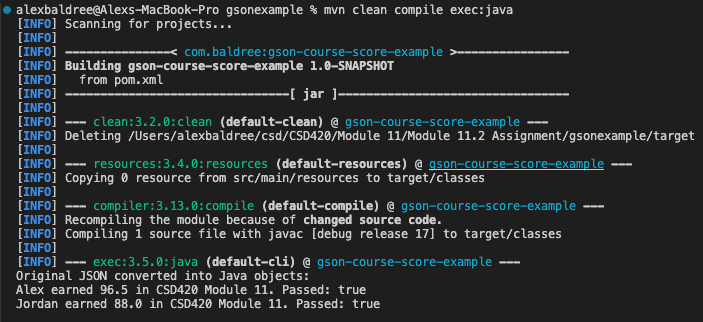 alexbaldree@Alexs-MacBook-Pro gsonexample % mvn clean compile exec:java
[INFO] Scanning for projects...
[INFO]
[INFO] ---------------< com.baldree:gson-course-score-example >----------------
[INFO] Building gson-course-score-example 1.0-SNAPSHOT
[INFO]   from pom.xml
[INFO] --------------------------------[ jar ]---------------------------------
[INFO]
[INFO] --- clean:3.2.0:clean (default-clean) @ gson-course-score-example ---
[INFO] Deleting /Users/alexbaldree/csd/CSD420/Module 11/Module 11.2 Assignment/gsonexample/target
[INFO]
[INFO] --- resources:3.4.0:resources (default-resources) @ gson-course-score-example ---
[INFO] Copying 0 resource from src/main/resources to target/classes
[INFO]
[INFO] --- compiler:3.13.0:compile (default-compile) @ gson-course-score-example ---
[INFO] Recompiling the module because of changed source code.
[INFO] Compiling 1 source file with javac [debug release 17] to target/classes
[INFO]
[INFO] --- exec:3.5.0:java (default-cli) @ gson-course-score-example ---
Original JSON converted into Java objects:
Alex earned 96.5 in CSD420 Module 11. Passed: true
Jordan earned 88.0 in CSD420 Module 11. Passed: true